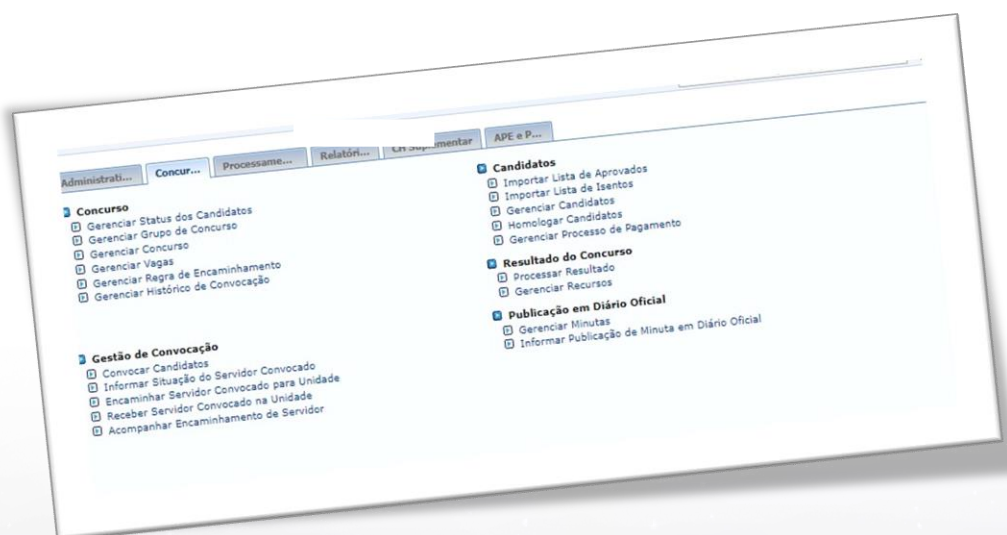 Administrati...
Concur...
Processame...
Relatóri...
CH Suplementar
APE e P...
Concurso
Gerenciar Status dos Candidatos
Gerenciar Grupo de Concurso
Gerenciar Concurso
Gerenciar Vagas
Gerenciar Regra de Encaminhamento
Gerenciar Histórico de Convocação
Gestão de Convocação
Convocar Candidatos
Informar Situação do Servidor Convocado
Encaminhar Servidor Convocado para Unidade
Receber Servidor Convocado na Unidade
Acompanhar Encaminhamento de Servidor
Candidatos
Importar Lista de Aprovados
Importar Lista de Isentos
Gerenciar Candidatos
Homologar Candidatos
Gerenciar Processo de Pagamento
Resultado do Concurso
Processar Resultado
Gerenciar Recursos
Publicação em Diário Oficial
Gerenciar Minutas
Informar Publicação de Minuta em Diário Oficial